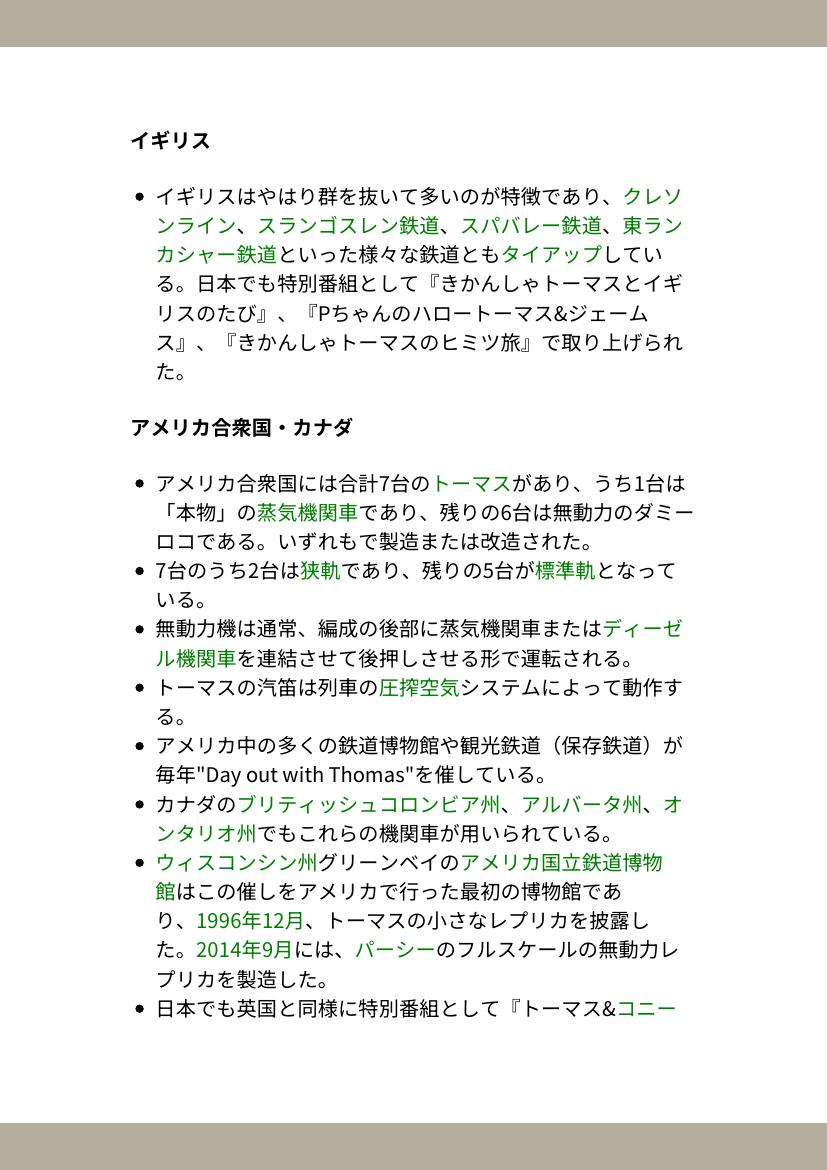 イギリス
イギリスはやはり群を抜いて多いのが特徴であり、クレソ
ンライン、スランゴスレン鉄道、スパバレー鉄道、東ラン
カシャー鉄道といった様々な鉄道ともタイアップしてい
る。日本でも特別番組として『きかんしゃトーマスとイギ
リスのたび』、『Pちゃんのハロートーマス&ジェーム
ス』、『きかんしゃトーマスのヒミツ旅』で取り上げられ
た。
アメリカ合衆国・カナダ
アメリカ合衆国には合計7台のトーマスがあり、うち1台は
「本物」の蒸気機関車であり、残りの6台は無動力のダミー
ロコである。いずれもで製造または改造された。
7台のうち2台は狭軌であり、残りの5台が標準軌となって
いる。
無動力機は通常、編成の後部に蒸気機関車またはディーゼ
ル機関車を連結させて後押しさせる形で運転される。
トーマスの汽笛は列車の圧搾空気システムによって動作す
る。
アメリカ中の多くの鉄道博物館や観光鉄道（保存鉄道）が
毎年"Day out with Thomas"を催している。
カナダのブリティッシュコロンビア州、アルバータ州、オ
ンタリオ州でもこれらの機関車が用いられている。
ウィスコンシン州グリーンベイのアメリカ国立鉄道博物
館はこの催しをアメリカで行った最初の博物館であ
り、1996年12月、トーマスの小さなレプリカを披露し
た。2014年9月には、パーシーのフルスケールの無動力レ
プリカを製造した。
日本でも英国と同様に特別番組として『トーマス&コニー